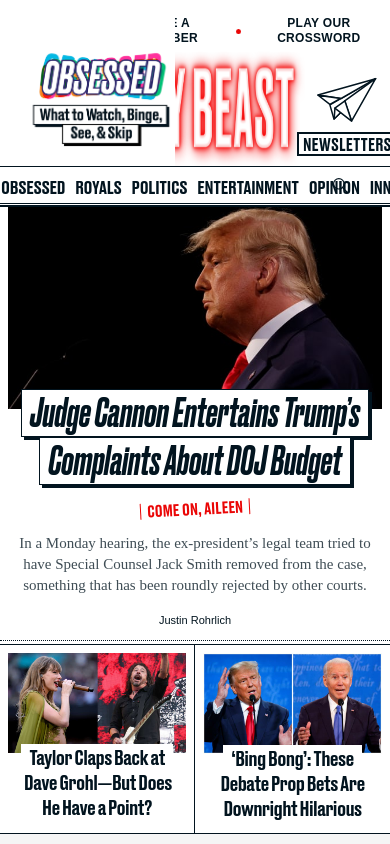 E A
BER
PLAY OUR
CROSSWORD
OBSESSED
What to Watch, Binge,
See, & Skip
Y BEAST
NEWSLETTERS
OBSESSED ROYALS POLITICS ENTERTAINMENT OPINION INN
Judge Cannon Entertains Trump’s
Complaints About DOJ Budget
COME ON, AILEEN
In a Monday hearing, the ex-president’s legal team tried to
have Special Counsel Jack Smith removed from the case,
something that has been roundly rejected by other courts.
Justin Rohrlich
Taylor Claps Back at
Dave Grohl—But Does
He Have a Point?
‘Bing Bong’: These
Debate Prop Bets Are
Downright Hilarious